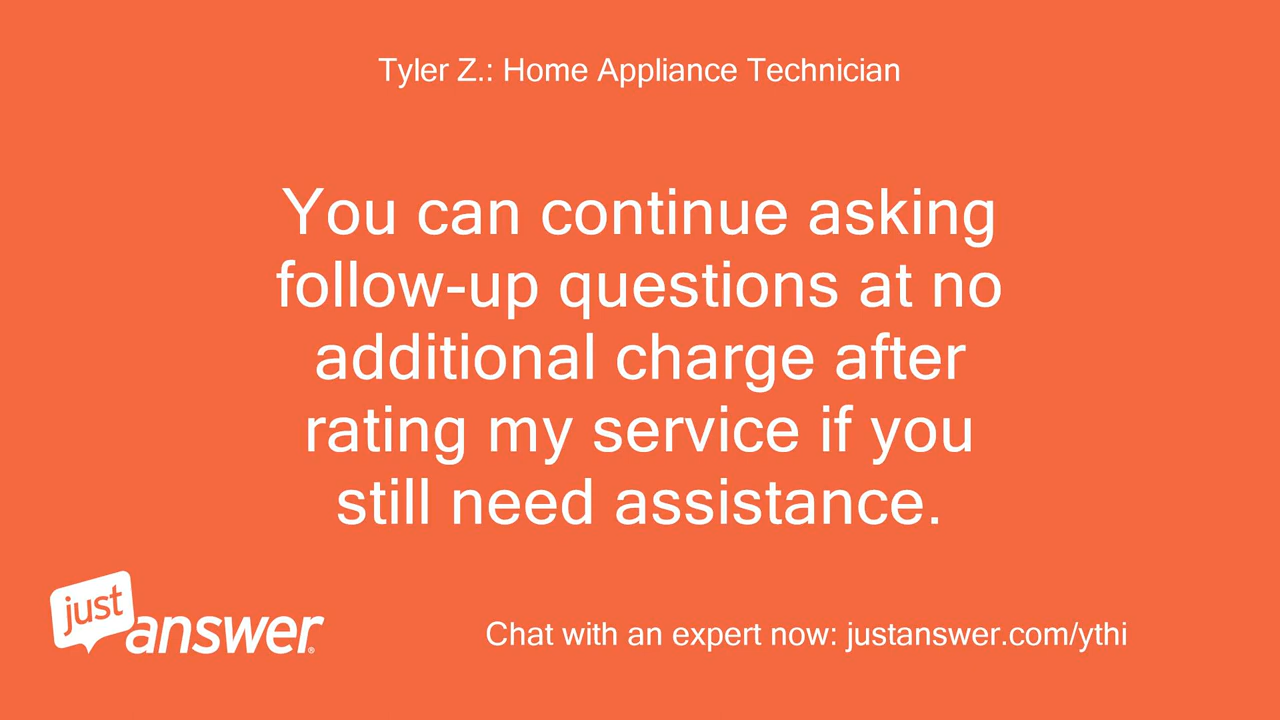 Tyler Z.: Home Appliance Technician
You can continue asking
follow-up questions at no
additional charge after
rating my service if you
still need assistance.
just
answer®
Chat with an expert now: justanswer.com/ythi